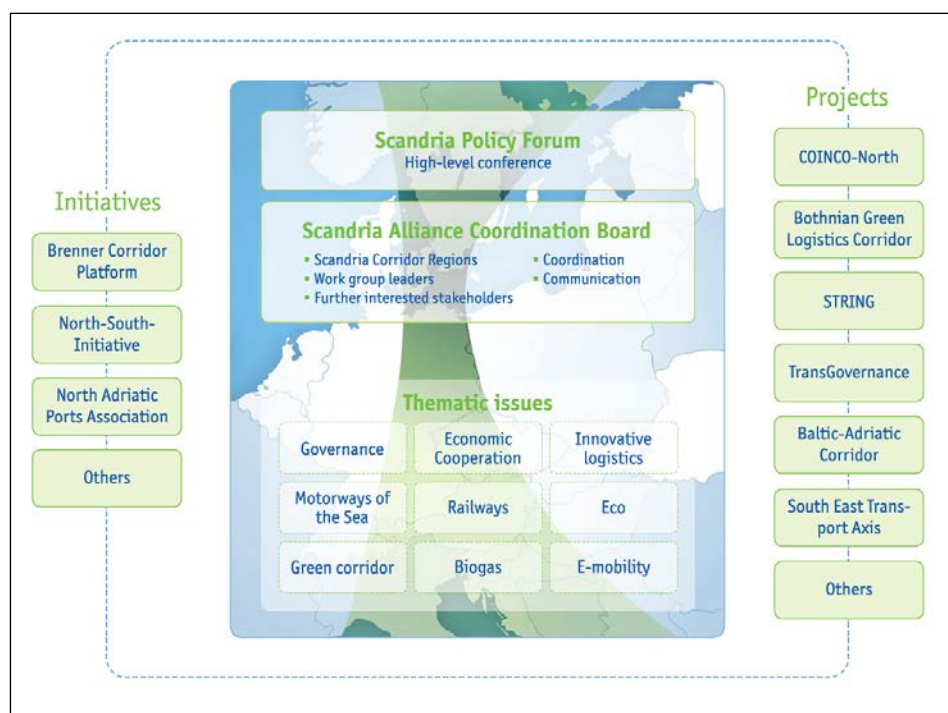 Projects
COINCO-North
Bothnian Green
Logistics Corridor
STRING
TransGovernance
Baltic-Adriatic
Corridor
South East Trans-
port Axis
Others
Initiatives
Brenner Corridor
Platform
North-South-
Initiative
North Adriatic
Ports Association
Others
Scandria Policy Forum
High-level conference
Scandria Alliance Coordination Board
▪ Scandria Corridor Regions
▪ Work group leaders
▪ Further interested stakeholders
▪ Coordination
▪ Communication
Thematic issues
Governance
Economic
Cooperation
Innovative
logistics
Motorways of
the Sea
Railways
Eco
Green corridor
Biogas
E-mobility